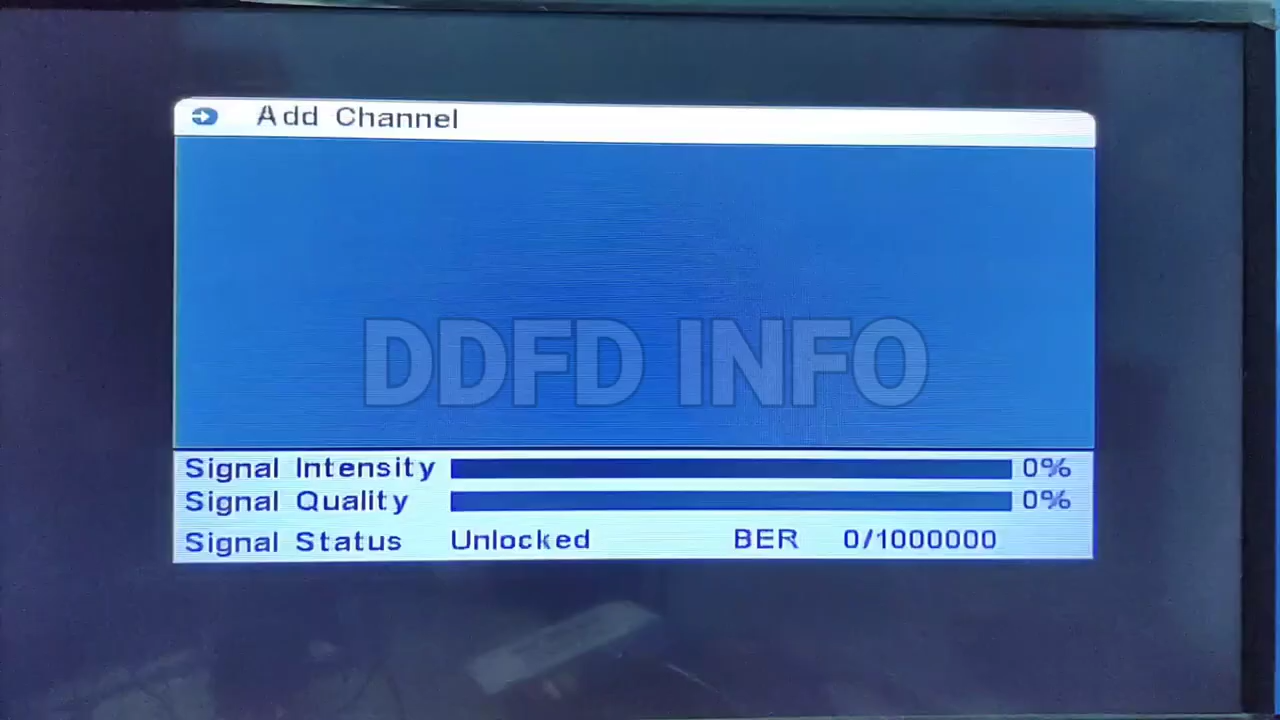 Add Channel
DDFD INFO
Signal Intensity 0%
Signal Quality 0%
Signal Status Unlocked BER 0/1000000